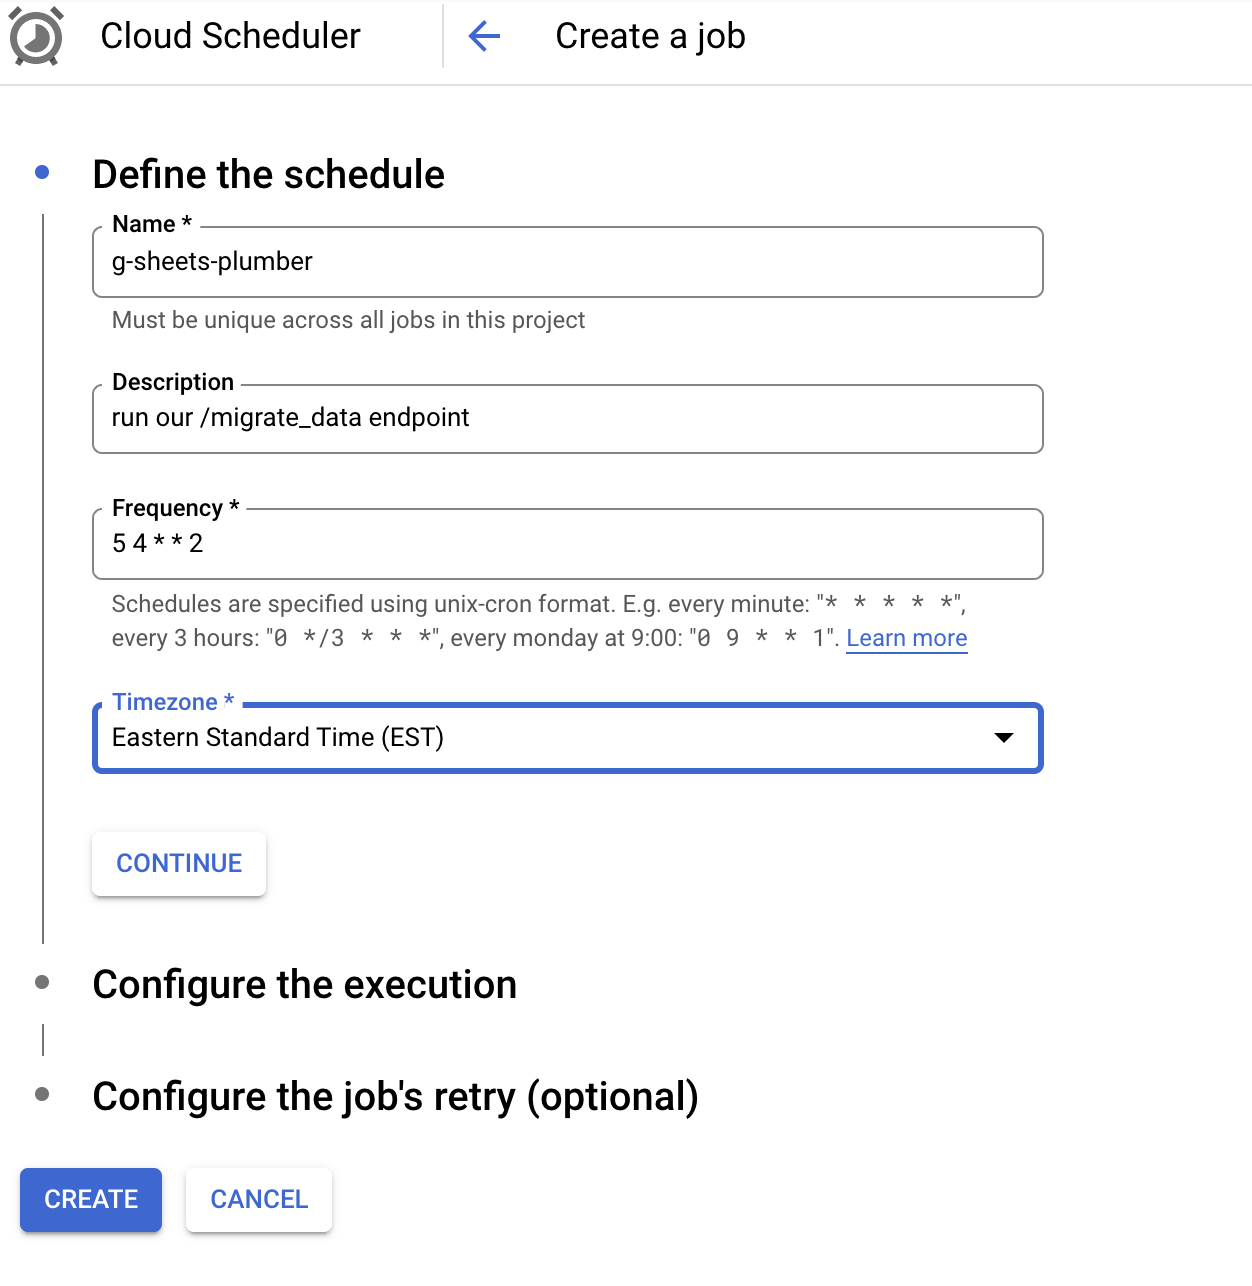 Cloud Scheduler
Create a job
Define the schedule
Name *
g-sheets-plumber
Must be unique across all jobs in this project
Description
run our /migrate_data endpoint
Frequency *
5 4 * * 2
Schedules are specified using unix-cron format. E.g. every minute: "* * * * *",
every 3 hours: "0 */3 * * *", every monday at 9:00: "0 9 * * 1". Learn more
Timezone *
Eastern Standard Time (EST)
CONTINUE
Configure the execution
Configure the job's retry (optional)
CREATE
CANCEL